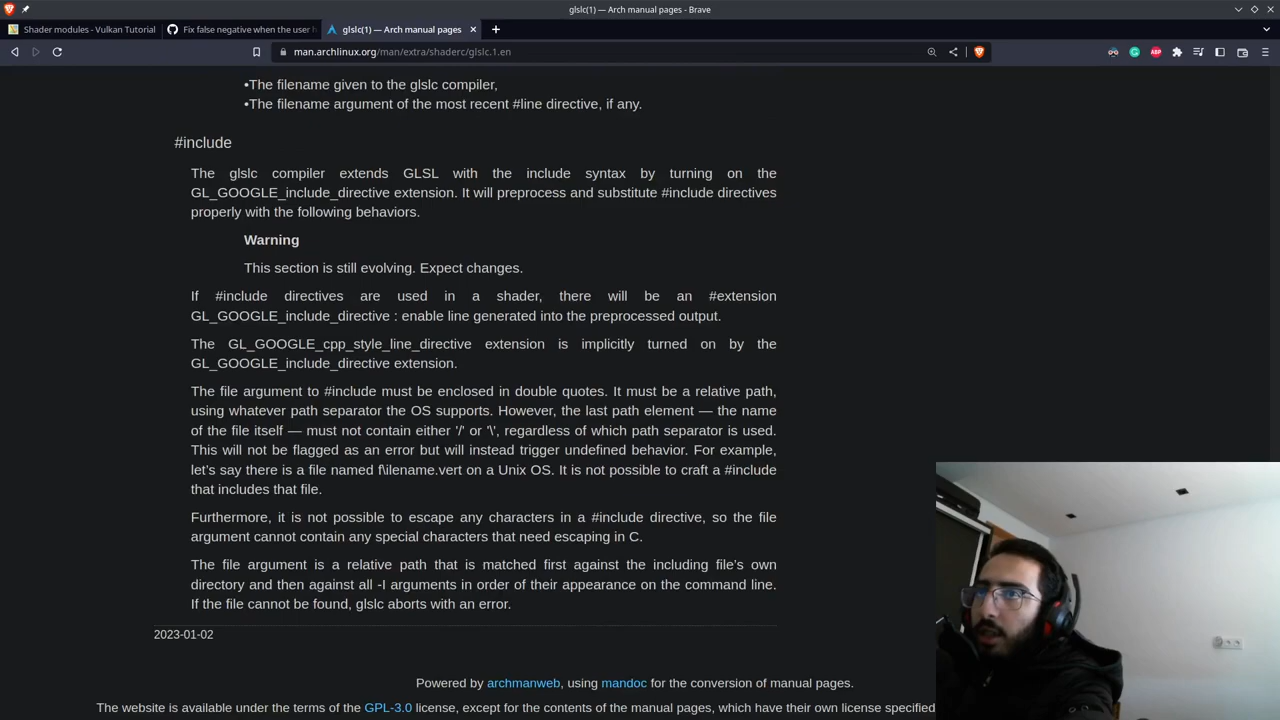 glslc(1) — Arch manual pages - Brave
Shader modules - Vulkan Tutorial
Fix false negative when the user h
glslc(1) — Arch manual pages
man.archlinux.org/man/extra/shaderc/glslc.1.en
ABP
•The filename given to the glslc compiler,
•The filename argument of the most recent #line directive, if any.
#include
The glslc compiler extends GLSL with the include syntax by turning on the
GL_GOOGLE_include_directive extension. It will preprocess and substitute #include directives
properly with the following behaviors.
Warning
This section is still evolving. Expect changes.
If #include directives are used in a shader, there will be an #extension
GL_GOOGLE_include_directive : enable line generated into the preprocessed output.
The GL_GOOGLE_cpp_style_line_directive extension is implicitly turned on by the
GL_GOOGLE_include_directive extension.
The file argument to #include must be enclosed in double quotes. It must be a relative path,
using whatever path separator the OS supports. However, the last path element — the name
of the file itself — must not contain either '/' or '\', regardless of which path separator is used.
This will not be flagged as an error but will instead trigger undefined behavior. For example,
let’s say there is a file named f\ilename.vert on a Unix OS. It is not possible to craft a #include
that includes that file.
Furthermore, it is not possible to escape any characters in a #include directive, so the file
argument cannot contain any special characters that need escaping in C.
The file argument is a relative path that is matched first against the including file’s own
directory and then against all -I arguments in order of their appearance on the command line.
If the file cannot be found, glslc aborts with an error.
2023-01-02
Powered by archmanweb, using mandoc for the conversion of manual pages.
The website is available under the terms of the GPL-3.0 license, except for the contents of the manual pages, which have their own license specified